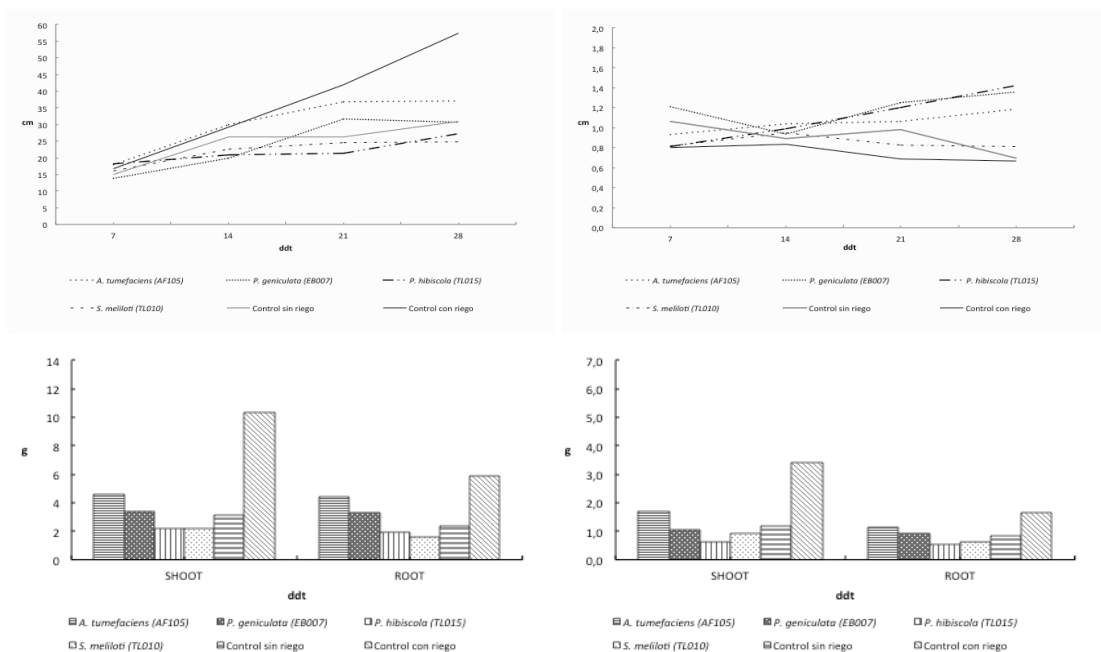 60
55
50
45
40
35
30
25
20
15
10
5
0
cm
7 14 21 28
ddt
A. tumefaciens (AF105) P. geniculata (EB007) P. hibiscola (TL015)
S. meliloti (TL010) Control sin riego Control con riego
2,0
1,8
1,6
1,4
1,2
1,0
0,8
0,6
0,4
0,2
0,0
cm
7 14 21 28
ddt
A. tumefaciens (AF105) P. geniculata (EB007) P. hibiscola (TL015)
S. meliloti (TL010) Control sin riego Control con riego
14
12
10
8
6
4
2
0
g
SHOOT ROOT
ddt
A. tumefaciens (AF105) P. geniculata (EB007) P. hibiscola (TL015)
S. meliloti (TL010) Control sin riego Control con riego
7,0
6,0
5,0
4,0
3,0
2,0
1,0
0,0
g
SHOOT ROOT
ddt
A. tumefaciens (AF105) P. geniculata (EB007) P. hibiscola (TL015)
S. meliloti (TL010) Control sin riego Control con riego